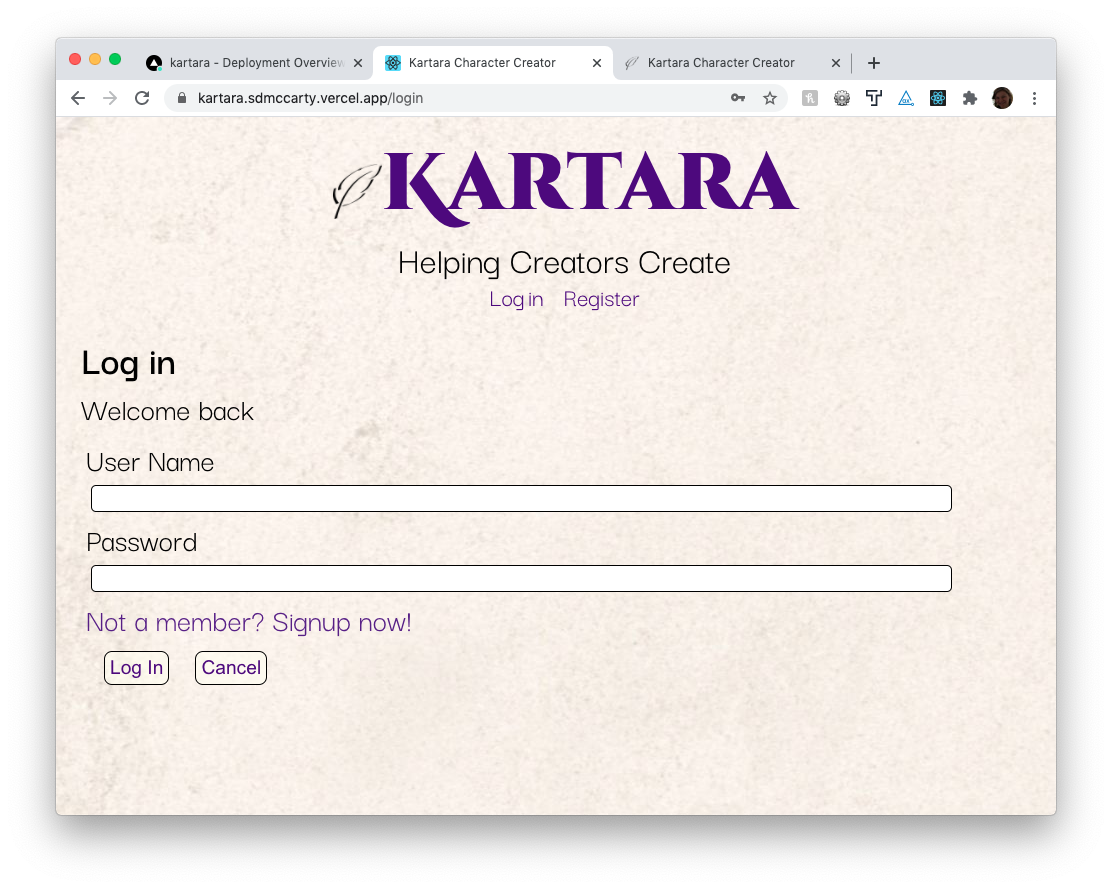 kartara - Deployment Overview
Kartara Character Creator
Kartara Character Creator
kartara.sdmccarty.vercel.app/login
KARTARA
Helping Creators Create
Log in Register
Log in
Welcome back
User Name
Password
Not a member? Signup now!
Log In Cancel